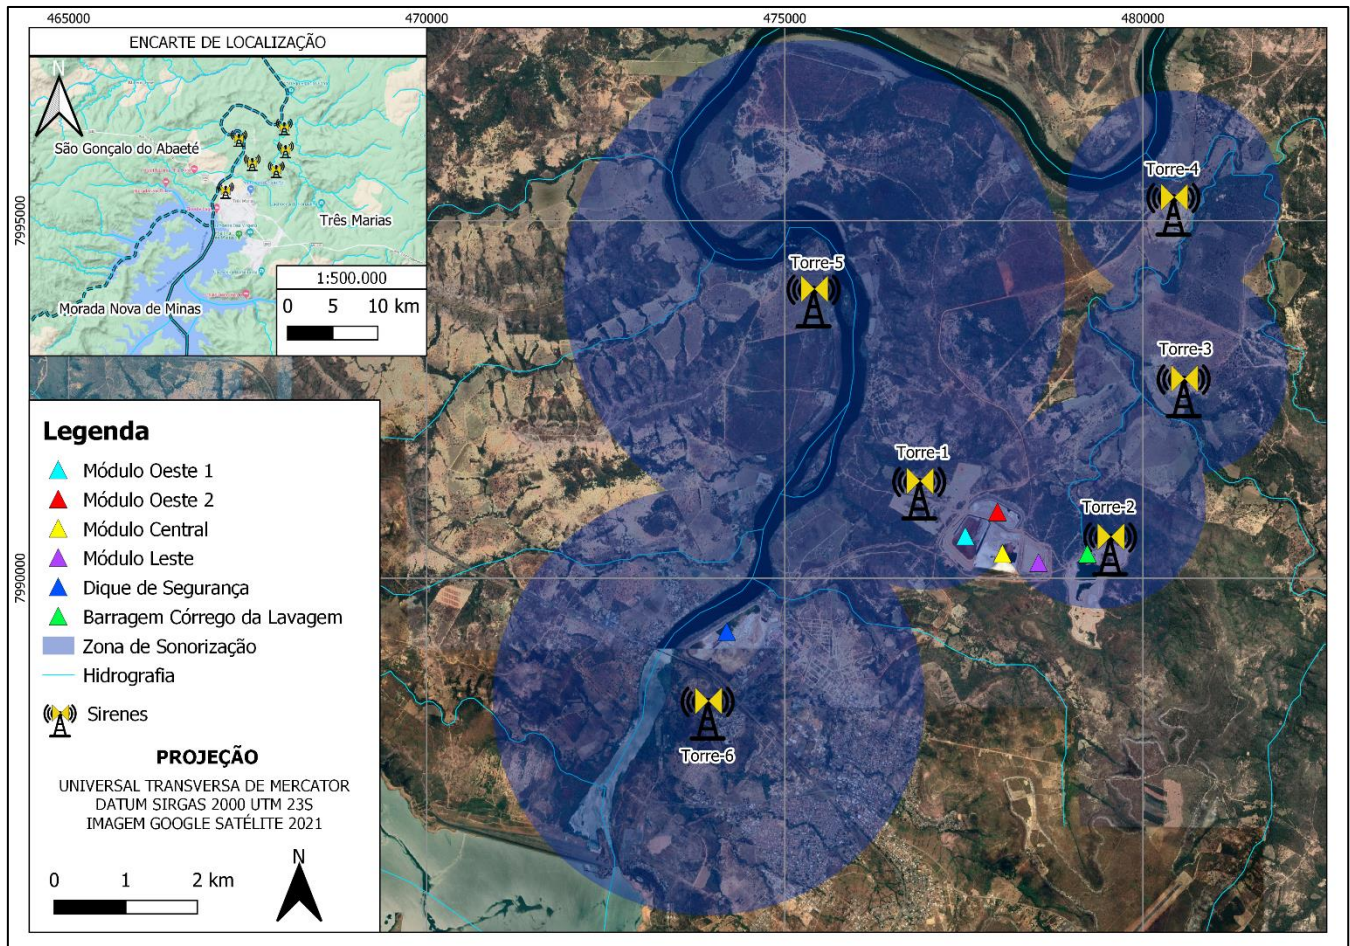 465000
470000
475000
480000
7995000
7990000
ENCARTE DE LOCALIZAÇÃO
N
São Gonçalo do Abaeté
Três Marias
Morada Nova de Minas
1:500.000
0 5 10 km
Legenda
Módulo Oeste 1
Módulo Oeste 2
Módulo Central
Módulo Leste
Dique de Segurança
Barragem Córrego da Lavagem
Zona de Sonorização
Hidrografia
Sirenes
PROJEÇÃO
UNIVERSAL TRANSVERSA DE MERCATOR
DATUM SIRGAS 2000 UTM 23S
IMAGEM GOOGLE SATÉLITE 2021
0 1 2 km
N
Torre-4
Torre-5
Torre-3
Torre-1
Torre-2
Torre-6